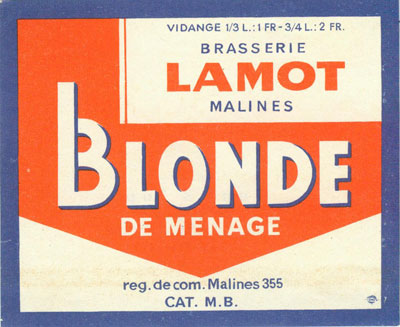 VIDANGE 1/3 L.: 1 FR - 3/4 L.: 2 FR.
BRASSERIE
LAMOT
MALINES
BLONDE
DE MENAGE
reg. de com. Malines 355
CAT. M.B.